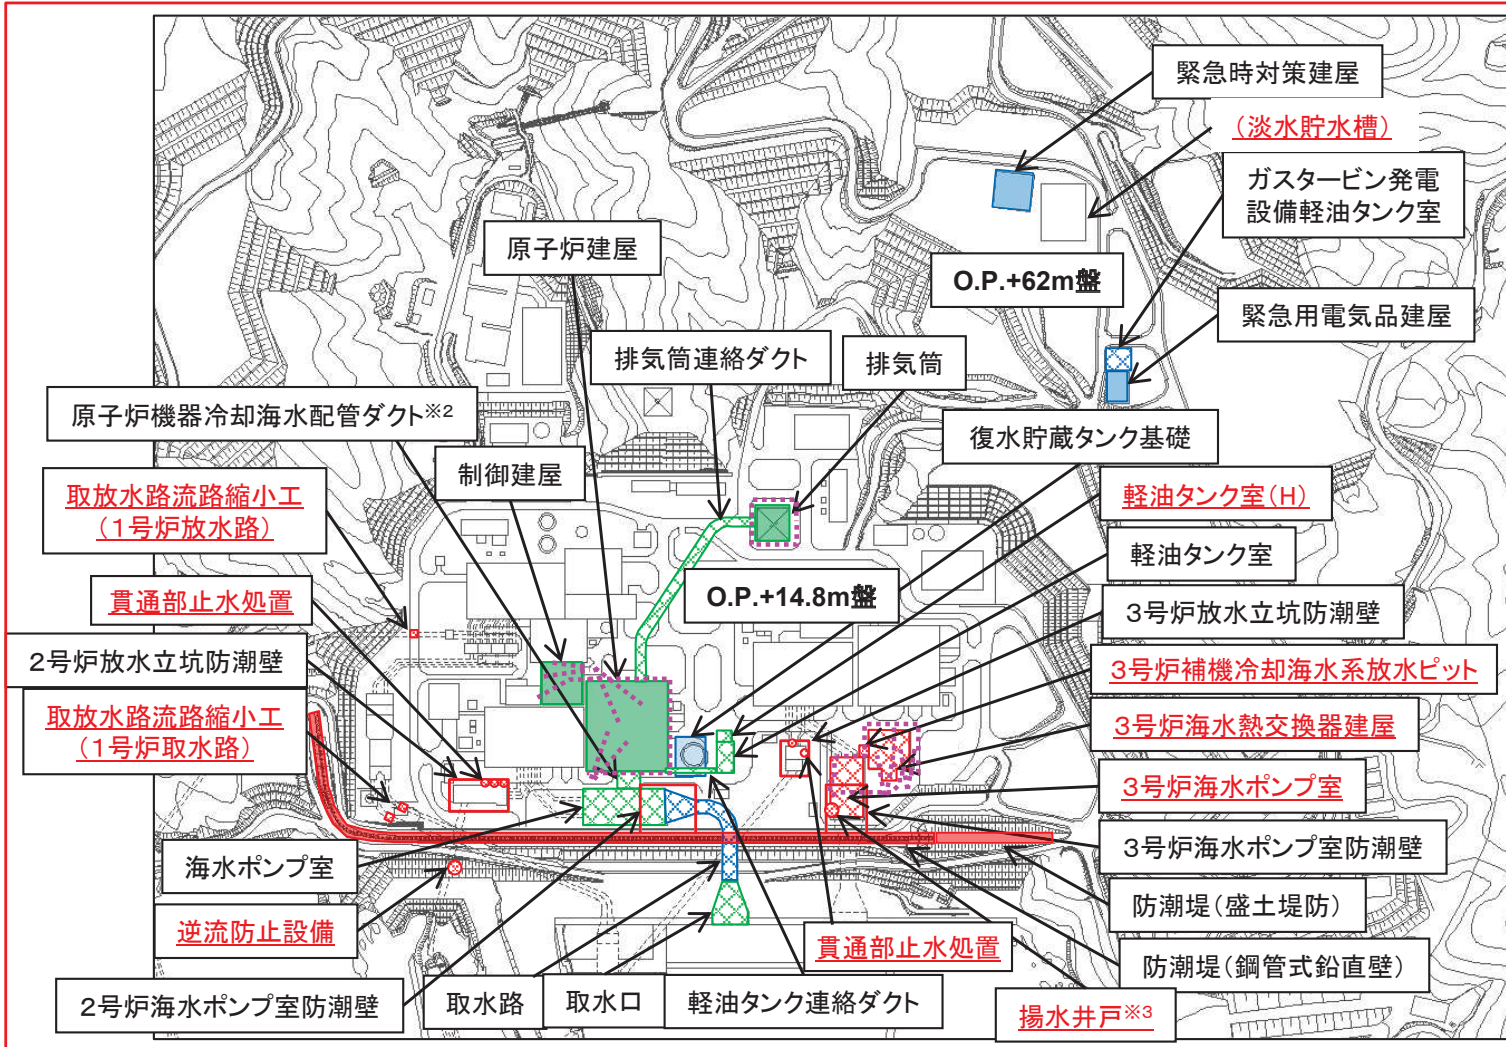 緊急時対策建屋
(淡水貯水槽)
ガスタービン発電
設備軽油タンク室
原子炉建屋
O.P.+62m盤
緊急用電気品建屋
排気筒連絡ダクト
排気筒
原子炉機器冷却海水配管ダクト※2
復水貯蔵タンク基礎
制御建屋
取放水路流路縮小工
(1号炉放水路)
軽油タンク室(H)
軽油タンク室
貫通部止水処置
O.P.+14.8m盤
3号炉放水立坑防潮壁
2号炉放水立坑防潮壁
3号炉補機冷却海水系放水ピット
取放水路流路縮小工
(1号炉取水路)
3号炉海水熱交換器建屋
3号炉海水ポンプ室
海水ポンプ室
3号炉海水ポンプ室防潮壁
防潮堤(盛土堤防)
逆流防止設備
貫通部止水処置
防潮堤(鋼管式鉛直壁)
2号炉海水ポンプ室防潮壁
取水路
取水口
軽油タンク連絡ダクト
揚水井戸※3